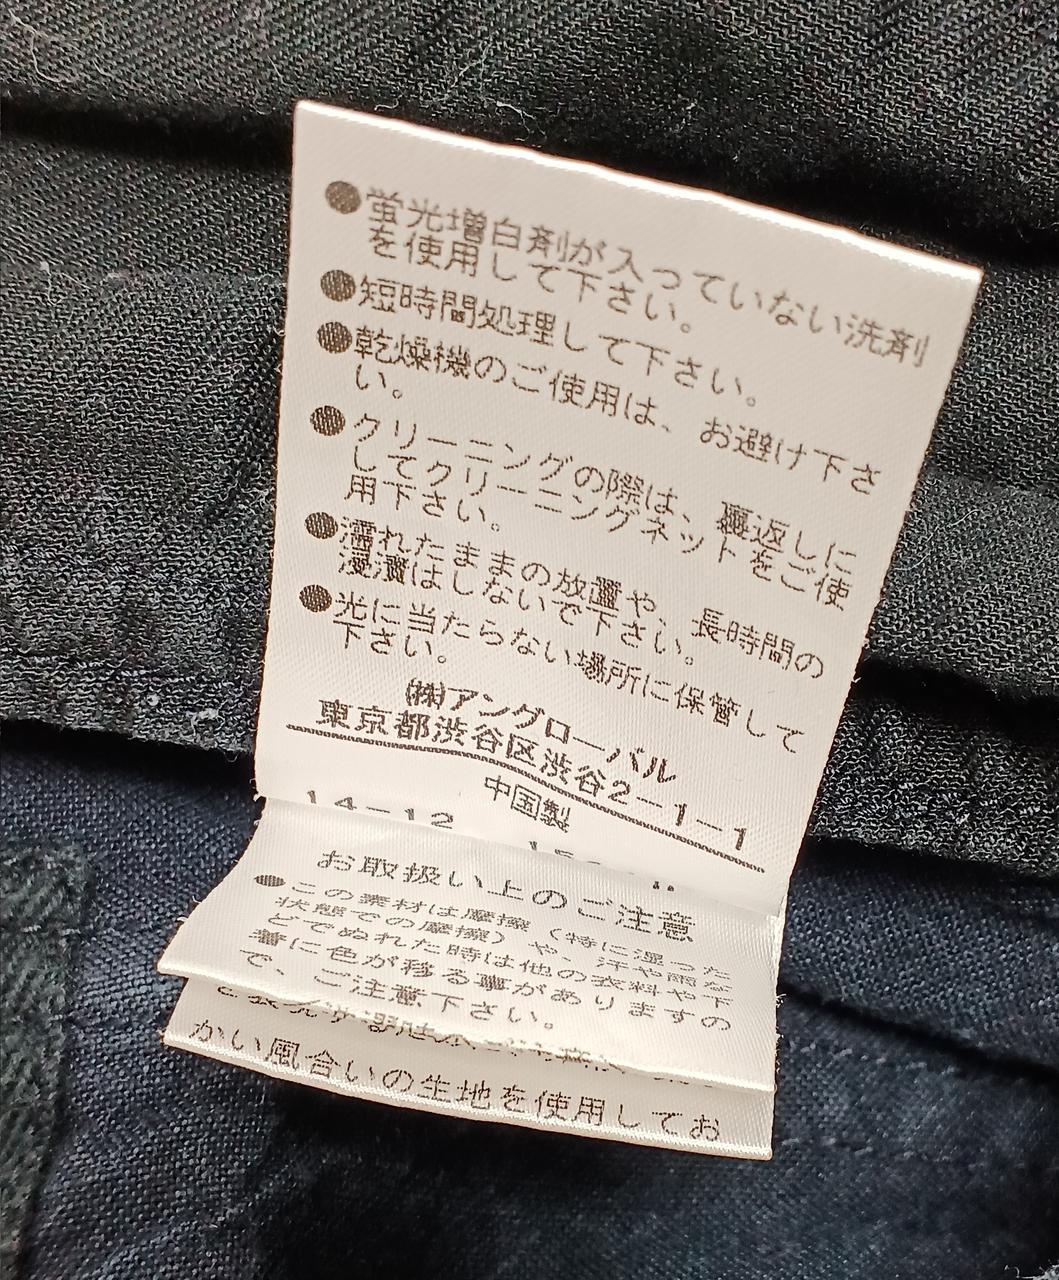 ●蛍光増白剤が入っていない洗剤
を使用して下さい。
●短時間処理して下さい。
●乾燥機のご使用は、お避け下さ
い。
●クリーニングの際は、裏返しに
してクリーニングネットをご使
用下さい。
●濡れたままの放置や、長時間の
浸漬はしないで下さい。
●光に当たらない場所に保管して
下さい。
(株)アングローバル
東京都渋谷区渋谷2-1-1
中国製
14-12
お取扱い上のご注意
●この素材は摩擦(特に湿った
状態での摩擦)や、汗や雨な
どでぬれた時は他の衣料や下
着に色が移る事がありますの
で、ご注意下さい。
かい風合いの生地を使用してお